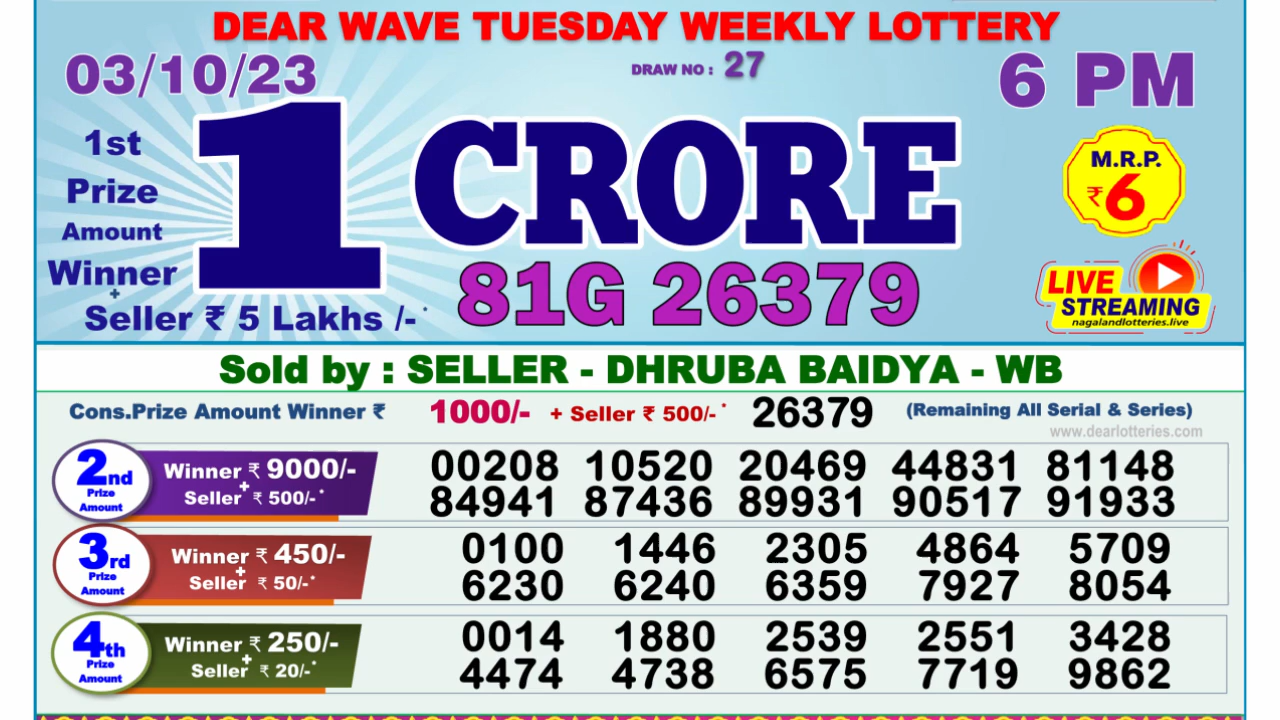 DEAR WAVE TUESDAY WEEKLY LOTTERY
03/10/23
DRAW NO : 27
6 PM
1st
Prize
Amount
Winner
+
Seller ₹ 5 Lakhs /-*
1 CRORE
81G 26379
M.R.P.
₹6
LIVE
STREAMING
nagalandlotteries.live
Sold by : SELLER - DHRUBA BAIDYA - WB
Cons.Prize Amount Winner ₹ 1000/- + Seller ₹ 500/-* 26379 (Remaining All Serial & Series)
www.dearlotteries.com
2nd
Prize
Amount
Winner ₹ 9000/-
+
Seller ₹ 500/-*
00208 10520 20469 44831 81148
84941 87436 89931 90517 91933
3rd
Prize
Amount
Winner ₹ 450/-
+
Seller ₹ 50/-*
0100 1446 2305 4864 5709
6230 6240 6359 7927 8054
4th
Prize
Amount
Winner ₹ 250/-
+
Seller ₹ 20/-*
0014 1880 2539 2551 3428
4474 4738 6575 7719 9862